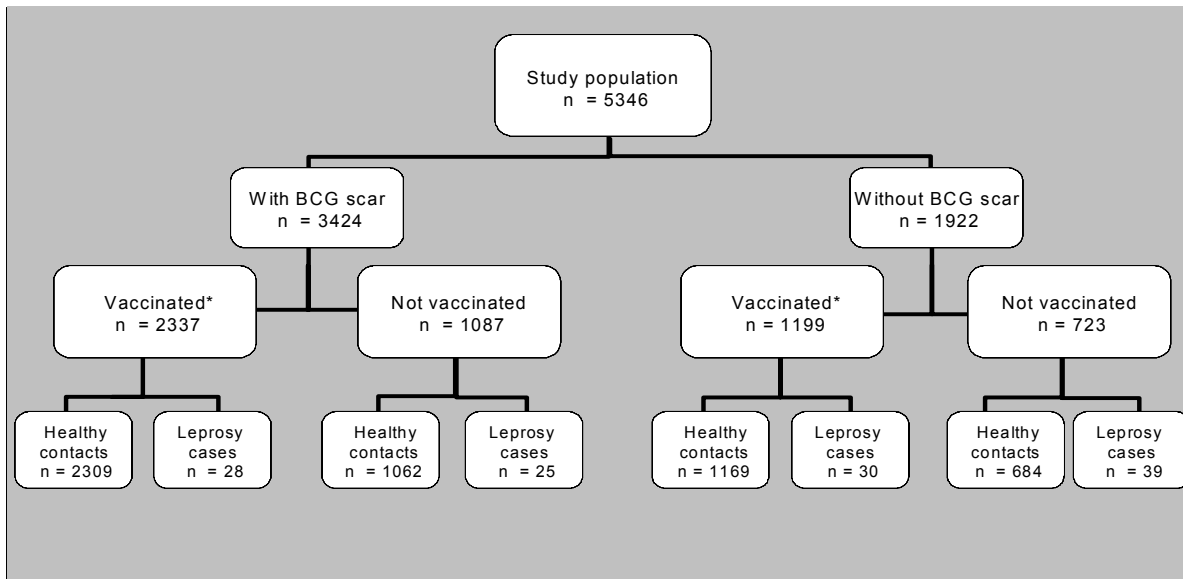 Study population
n = 5346
With BCG scar
n = 3424
Without BCG scar
n = 1922
Vaccinated*
n = 2337
Not vaccinated
n = 1087
Vaccinated*
n = 1199
Not vaccinated
n = 723
Healthy
contacts
n = 2309
Leprosy
cases
n = 28
Healthy
contacts
n = 1062
Leprosy
cases
n = 25
Healthy
contacts
n = 1169
Leprosy
cases
n = 30
Healthy
contacts
n = 684
Leprosy
cases
n = 39